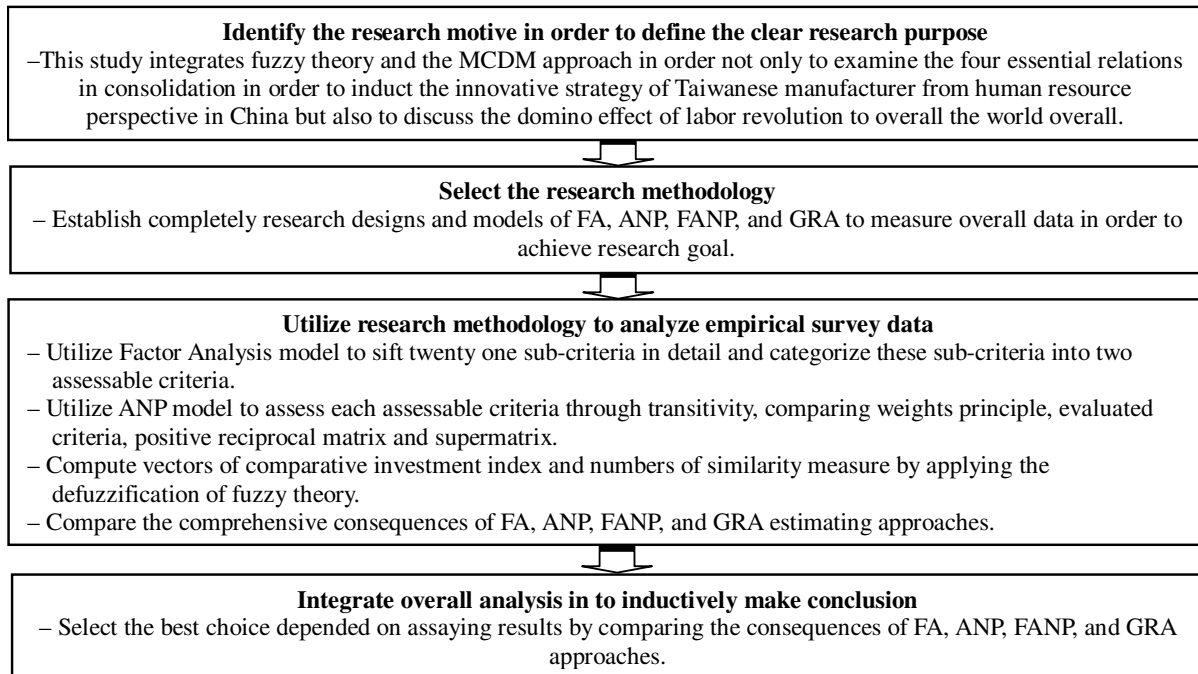 Identify the research motive in order to define the clear research purpose
–This study integrates fuzzy theory and the MCDM approach in order not only to examine the four essential relations
in consolidation in order to induct the innovative strategy of Taiwanese manufacturer from human resource
perspective in China but also to discuss the domino effect of labor revolution to overall the world overall.
Select the research methodology
– Establish completely research designs and models of FA, ANP, FANP, and GRA to measure overall data in order to
achieve research goal.
Utilize research methodology to analyze empirical survey data
– Utilize Factor Analysis model to sift twenty one sub-criteria in detail and categorize these sub-criteria into two
assessable criteria.
– Utilize ANP model to assess each assessable criteria through transitivity, comparing weights principle, evaluated
criteria, positive reciprocal matrix and supermatrix.
– Compute vectors of comparative investment index and numbers of similarity measure by applying the
defuzzification of fuzzy theory.
– Compare the comprehensive consequences of FA, ANP, FANP, and GRA estimating approaches.
Integrate overall analysis in to inductively make conclusion
– Select the best choice depended on assaying results by comparing the consequences of FA, ANP, FANP, and GRA
approaches.